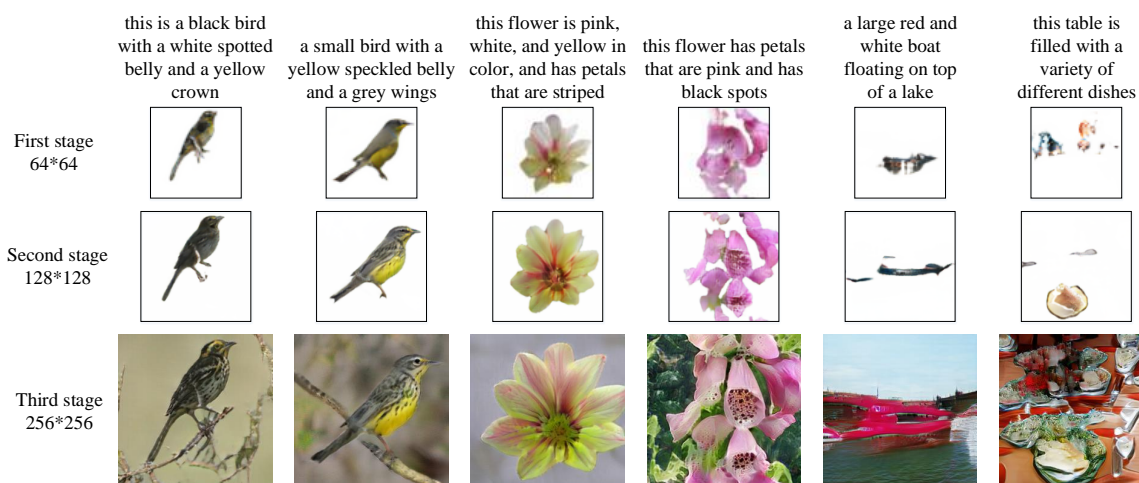 this is a black bird
with a white spotted
belly and a yellow
crown
a small bird with a
yellow speckled belly
and a grey wings
this flower is pink,
white, and yellow in
color, and has petals
that are striped
this flower has petals
that are pink and has
black spots
a large red and
white boat
floating on top
of a lake
this table is
filled with a
variety of
different dishes
First stage
64*64
Second stage
128*128
Third stage
256*256